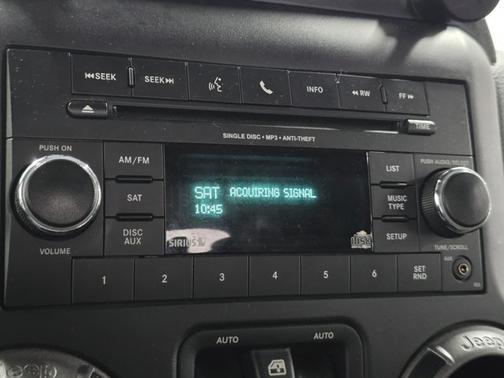 ⏮SEEK SEEK⏭ INFO ◀◀ RW FF ▶▶
TIME
SINGLE DISC • MP3 • ANTI-THEFT
PUSH ON
PUSH AUDIO/SELECT
AM/FM
LIST
SAT
SAT ACQUIRING SIGNAL
10:45
MUSIC TYPE
DISC AUX
SETUP
VOLUME
SIRIUS
TUNE/SCROLL
AUX
1 2 3 4 5 6 SET RND
AUTO AUTO
Jeep